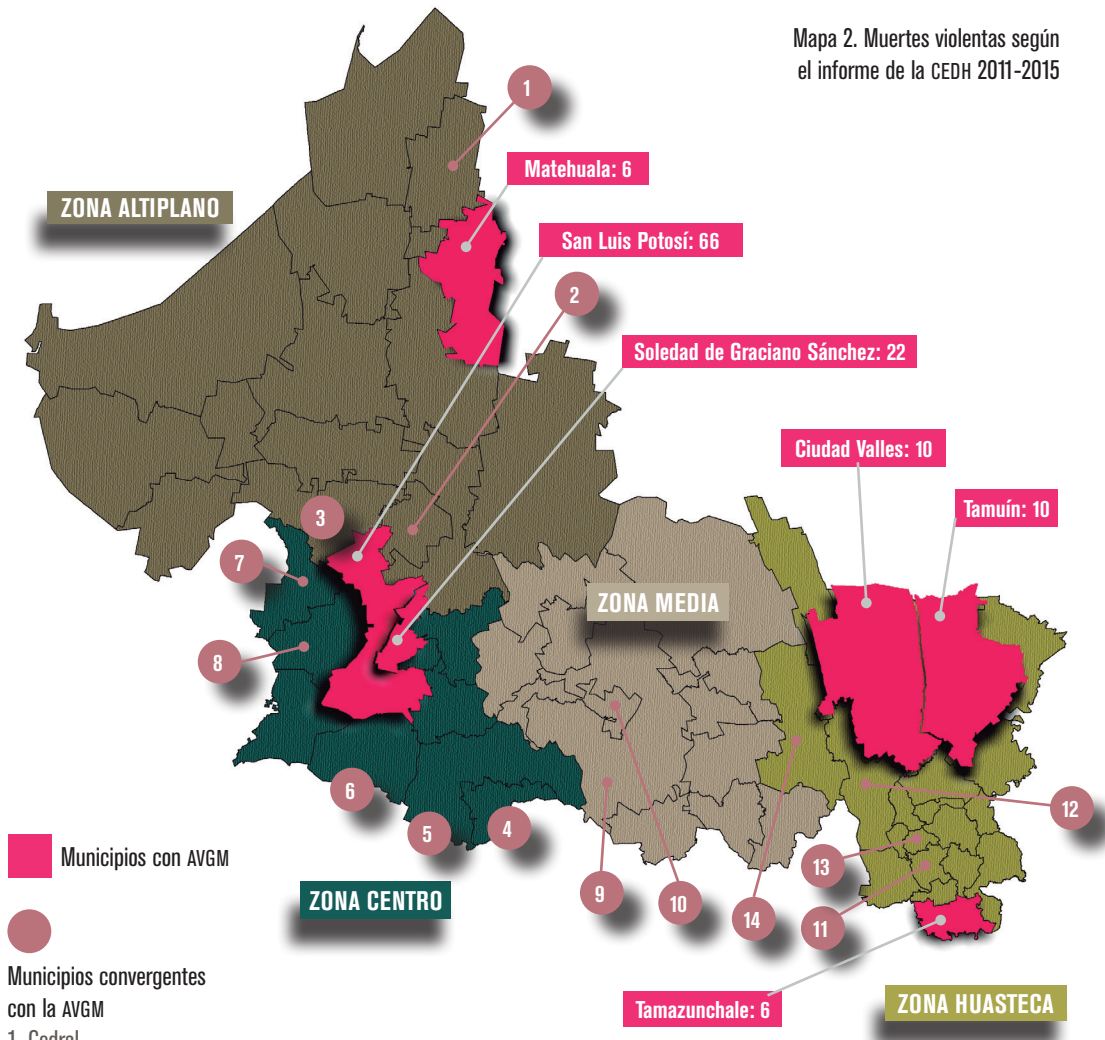 Mapa 2. Muertes violentas según
el informe de la CEDH 2011-2015
1
Matehuala: 6
ZONA ALTIPLANO
San Luis Potosí: 66
2
Soledad de Graciano Sánchez: 22
Ciudad Valles: 10
Tamuín: 10
3
7
ZONA MEDIA
8
6
5
4
12
13
Municipios con AVGM
9
10
14
11
ZONA CENTRO
Municipios convergentes
con la AVGM
Tamazunchale: 6
ZONA HUASTECA
1. Cedral